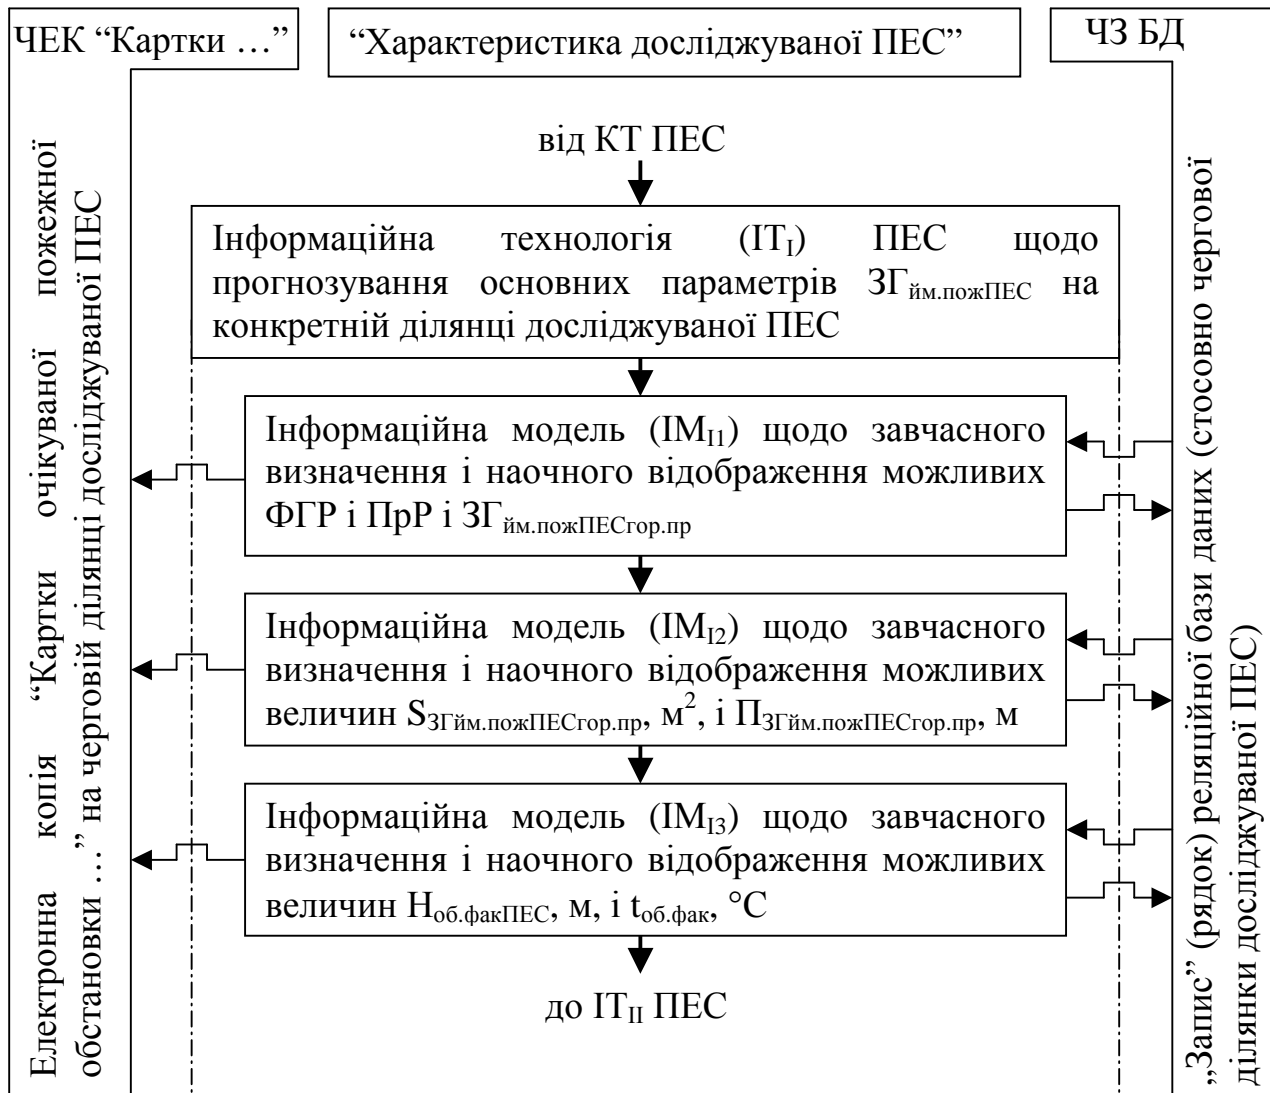 ЧЕК “Картки …”
“Характеристика досліджуваної ПЕС”
ЧЗ БД
Електронна копія “Картки очікуваної пожежної
обстановки …” на черговій ділянці досліджуваної ПЕС
від КТ ПЕС
Інформаційна технологія (ІТ_І) ПЕС щодо
прогнозування основних параметрів ЗГ_йм.пожПЕС на
конкретній ділянці досліджуваної ПЕС
Інформаційна модель (ІМ_І1) щодо завчасного
визначення і наочного відображення можливих
ФГР і ПрР і ЗГ_йм.пожПЕСгор.пр
Інформаційна модель (ІМ_І2) щодо завчасного
визначення і наочного відображення можливих
величин S_ЗГйм.пожПЕСгор.пр, м², і П_ЗГйм.пожПЕСгор.пр, м
Інформаційна модель (ІМ_І3) щодо завчасного
визначення і наочного відображення можливих
величин Н_об.факПЕС, м, і t_об.фак, °С
до ІТ_ІІ ПЕС
„Запис” (рядок) реляційної бази даних (стосовно чергової
ділянки досліджуваної ПЕС)